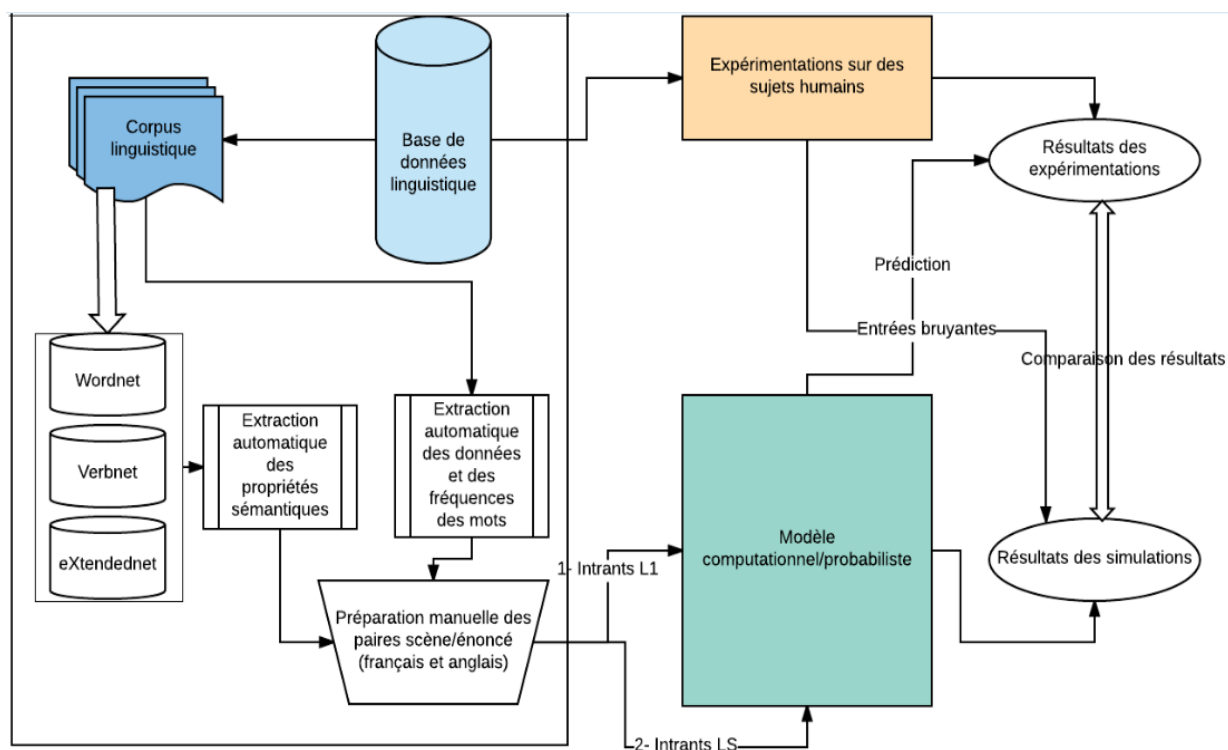 Corpus
linguistique
Base de
données
linguistique
Expérimentations sur des
sujets humains
Résultats des
expérimentations
Prédiction
Entrées bruyantes
Comparaison des résultats
Wordnet
Verbnet
eXtendednet
Extraction
automatique
des
propriétés
sémantiques
Extraction
automatique
des données
et des
fréquences
des mots
Préparation manuelle des
paires scène/énoncé
(français et anglais)
1- Intrants L1
2- Intrants LS
Modèle
computationnel/probabiliste
Résultats des simulations